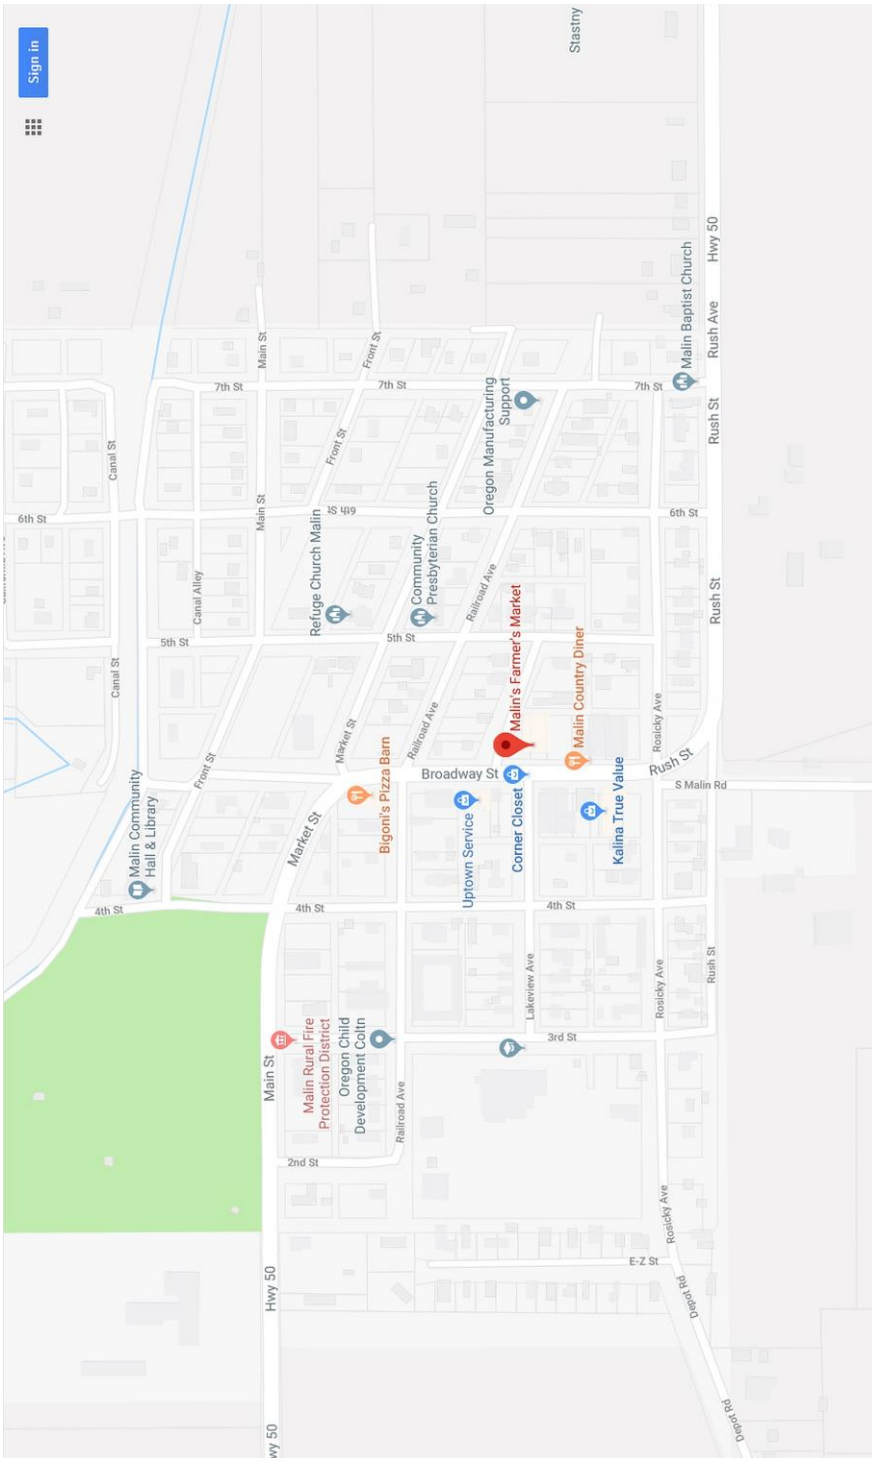 Sign in
Stastny
Hwy 50
Malin Baptist Church
Rush Ave
Main St
Front St
7th St
7th St
7th St
Rush St
Oregon Manufacturing
Support
Canal St
Front St
6th St
Main St
6th St
6th St
Refuge Church Malin
Community
Presbyterian Church
Canal Alley
Railroad Ave
Rush St
5th St
5th St
Malin's Farmer's Market
Malin Country Diner
Canal St
Market St
Railroad Ave
Rosicky Ave
Front St
Broadway St
Rush St
S Malin Rd
Malin Community
Hall & Library
Market St
Bigoni's Pizza Barn
Uptown Service
Corner Closet
Kalina True Value
4th St
4th St
4th St
Lakeview Ave
Rosicky Ave
Rush St
3rd St
Main St
Malin Rural Fire
Protection District
Oregon Child
Development Coltn
Railroad Ave
2nd St
Rosicky Ave
E-Z St
Hwy 50
Depot Rd
Depot Rd
wy 50